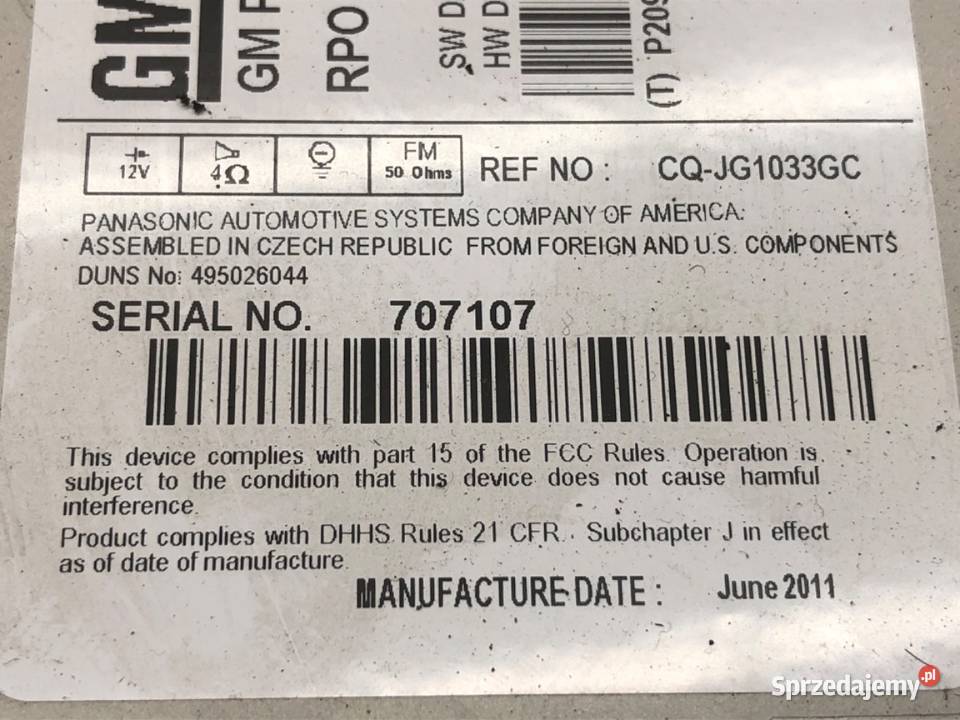 GM
GM P
RPO
SW D
HW D
(T) P209
12V
4Ω
FM
50 Ohms
REF NO : CQ-JG1033GC
PANASONIC AUTOMOTIVE SYSTEMS COMPANY OF AMERICA.
ASSEMBLED IN CZECH REPUBLIC FROM FOREIGN AND U.S. COMPONENTS
DUNS No: 495026044
SERIAL NO. 707107
This device complies with part 15 of the FCC Rules. Operation is
subject to the condition that this device does not cause harmful
interference.
Product complies with DHHS Rules 21 CFR. Subchapter J in effect
as of date of manufacture.
MANUFACTURE DATE : June 2011
Sprzedajemy.pl